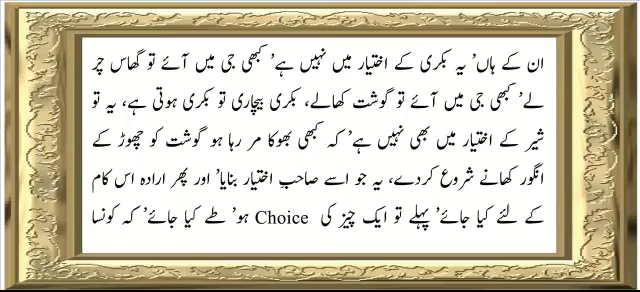 ان کے ہاں' یہ بکری کے اختیار میں نہیں ہے' کبھی جی میں آئے تو گھاس چر
لے' کبھی جی میں آئے تو گوشت کھالے، بکری بیچاری تو بکری ہوتی ہے، یہ تو
شیر کے اختیار میں بھی نہیں ہے' کہ کبھی بھوکا مر رہا ہو گوشت کو چھوڑ کے
انگور کھانے شروع کردے، یہ جو اسے صاحبِ اختیار بنایا' اور پھر ارادہ اس کام
کے لئے کیا جائے' پہلے تو ایک چیز کی Choice ہو' طے کیا جائے' کہ کونسا